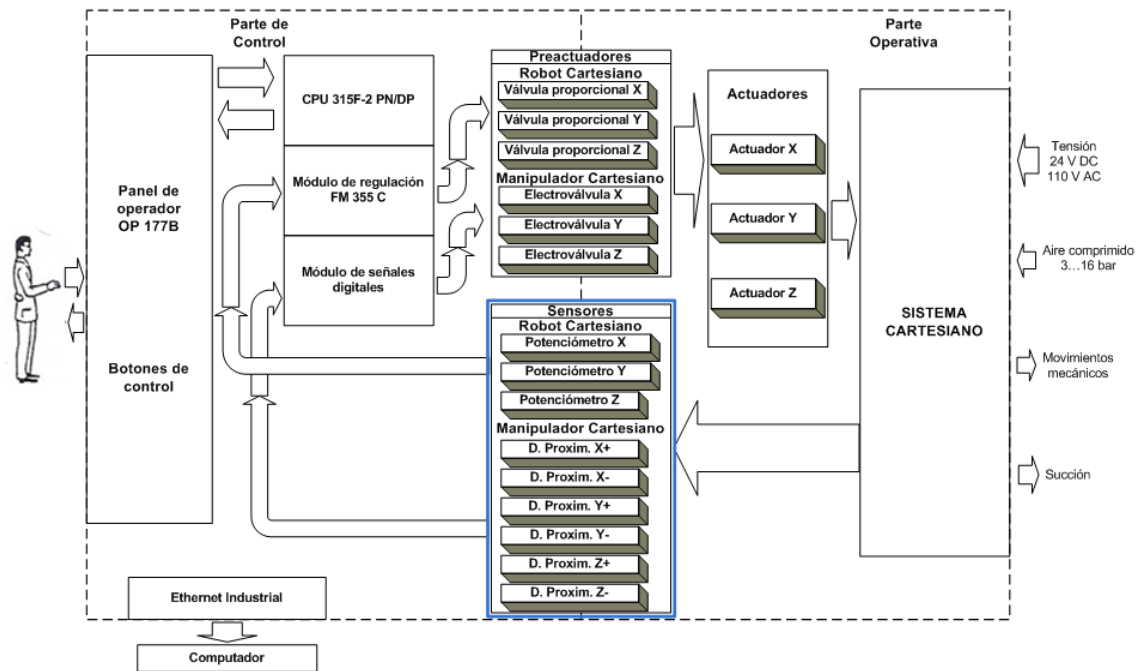 Parte de
Control
Parte
Operativa
Panel de
operador
OP 177B
Botones de
control
CPU 315F-2 PN/DP
Módulo de regulación
FM 355 C
Módulo de señales
digitales
Preactuadores
Robot Cartesiano
Válvula proporcional X
Válvula proporcional Y
Válvula proporcional Z
Manipulador Cartesiano
Electroválvula X
Electroválvula Y
Electroválvula Z
Sensores
Robot Cartesiano
Potenciómetro X
Potenciómetro Y
Potenciómetro Z
Manipulador Cartesiano
D. Proxim. X+
D. Proxim. X-
D. Proxim. Y+
D. Proxim. Y-
D. Proxim. Z+
D. Proxim. Z-
Actuadores
Actuador X
Actuador Y
Actuador Z
SISTEMA
CARTESIANO
Tensión
24 V DC
110 V AC
Aire comprimido
3...16 bar
Movimientos
mecánicos
Succión
Ethernet Industrial
Computador